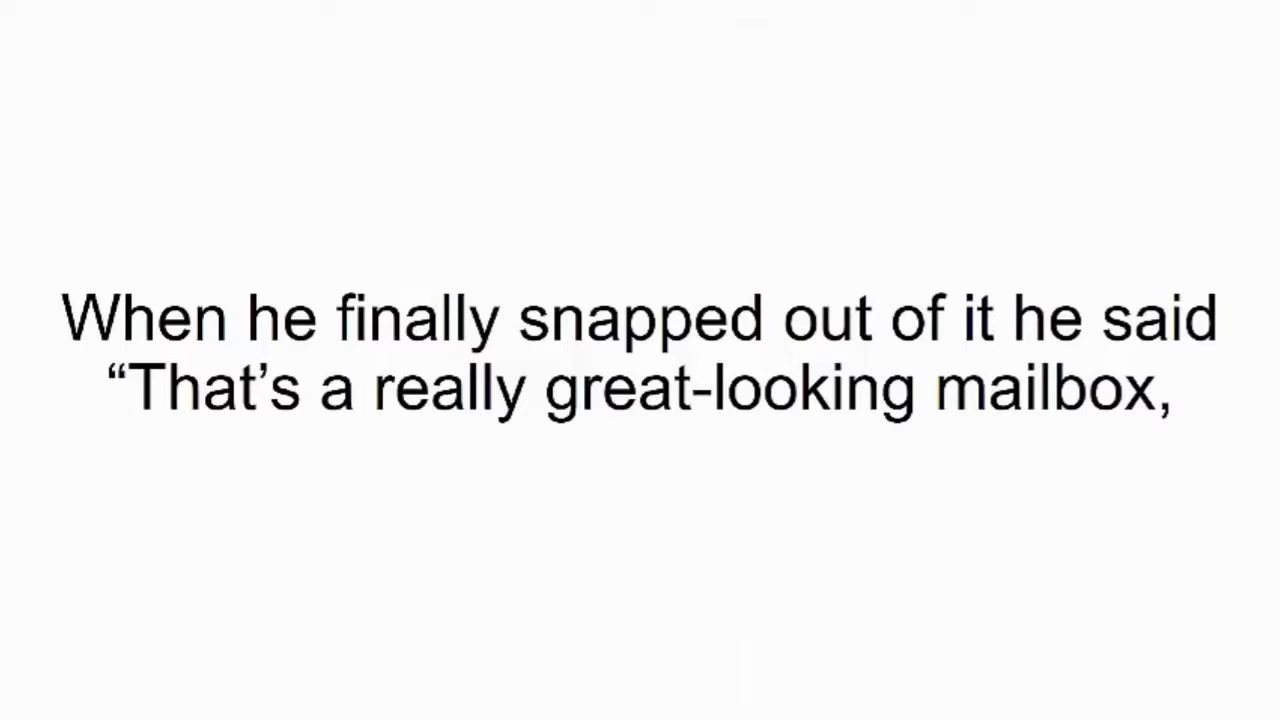 When he finally snapped out of it he said
“That’s a really great-looking mailbox,